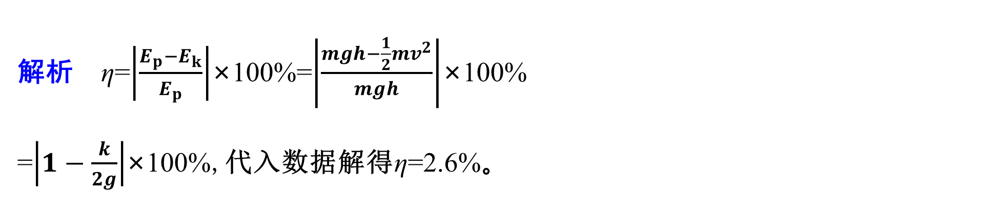 解析 η=|(E_p−E_k)/E_p|×100%=|(mgh−1/2mv²)/mgh|×100%
=|1−k/2g|×100%, 代入数据解得η=2.6%。